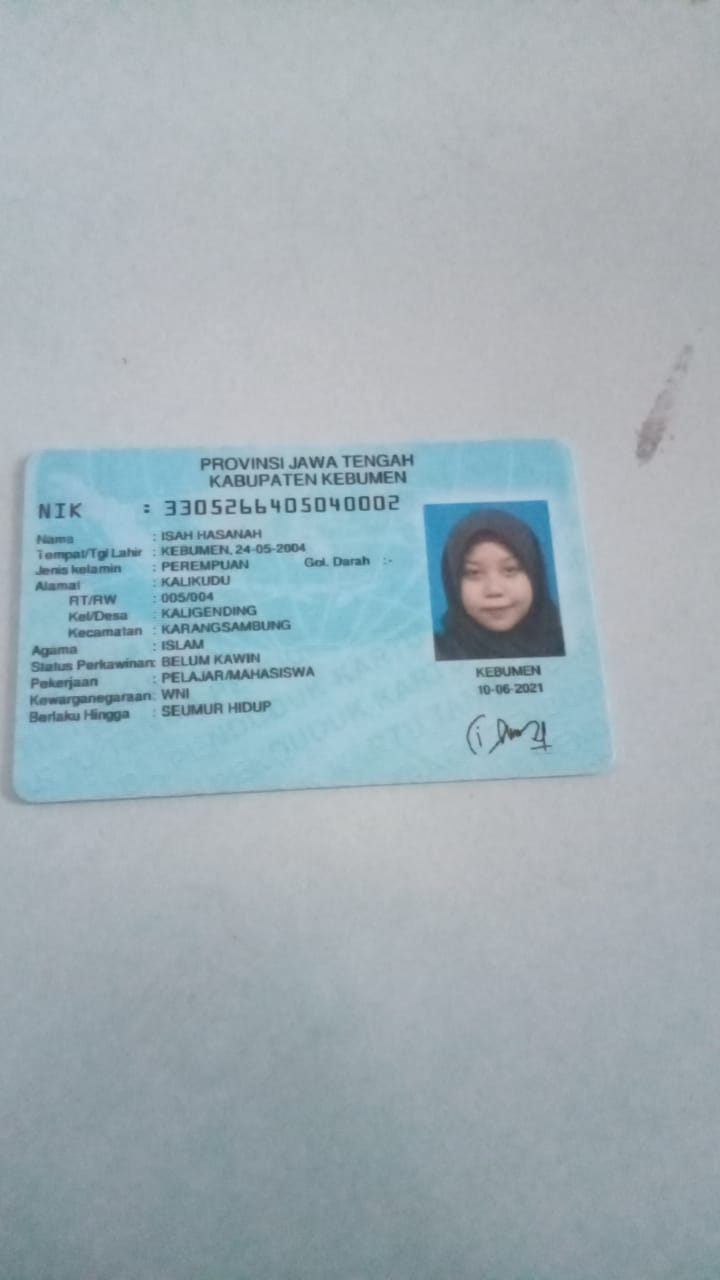 PROVINSI JAWA TENGAH
KABUPATEN KEBUMEN
NIK : 3305266405040002
Nama : ISAH HASANAH
Tempat/Tgl Lahir : KEBUMEN, 24-05-2004
Jenis kelamin : PEREMPUAN Gol. Darah :-
Alamat : KALIKUDU
RT/RW : 005/004
Kel/Desa : KALIGENDING
Kecamatan : KARANGSAMBUNG
Agama : ISLAM
Status Perkawinan: BELUM KAWIN
Pekerjaan : PELAJAR/MAHASISWA
Kewarganegaraan: WNI
Berlaku Hingga : SEUMUR HIDUP
KEBUMEN
10-06-2021